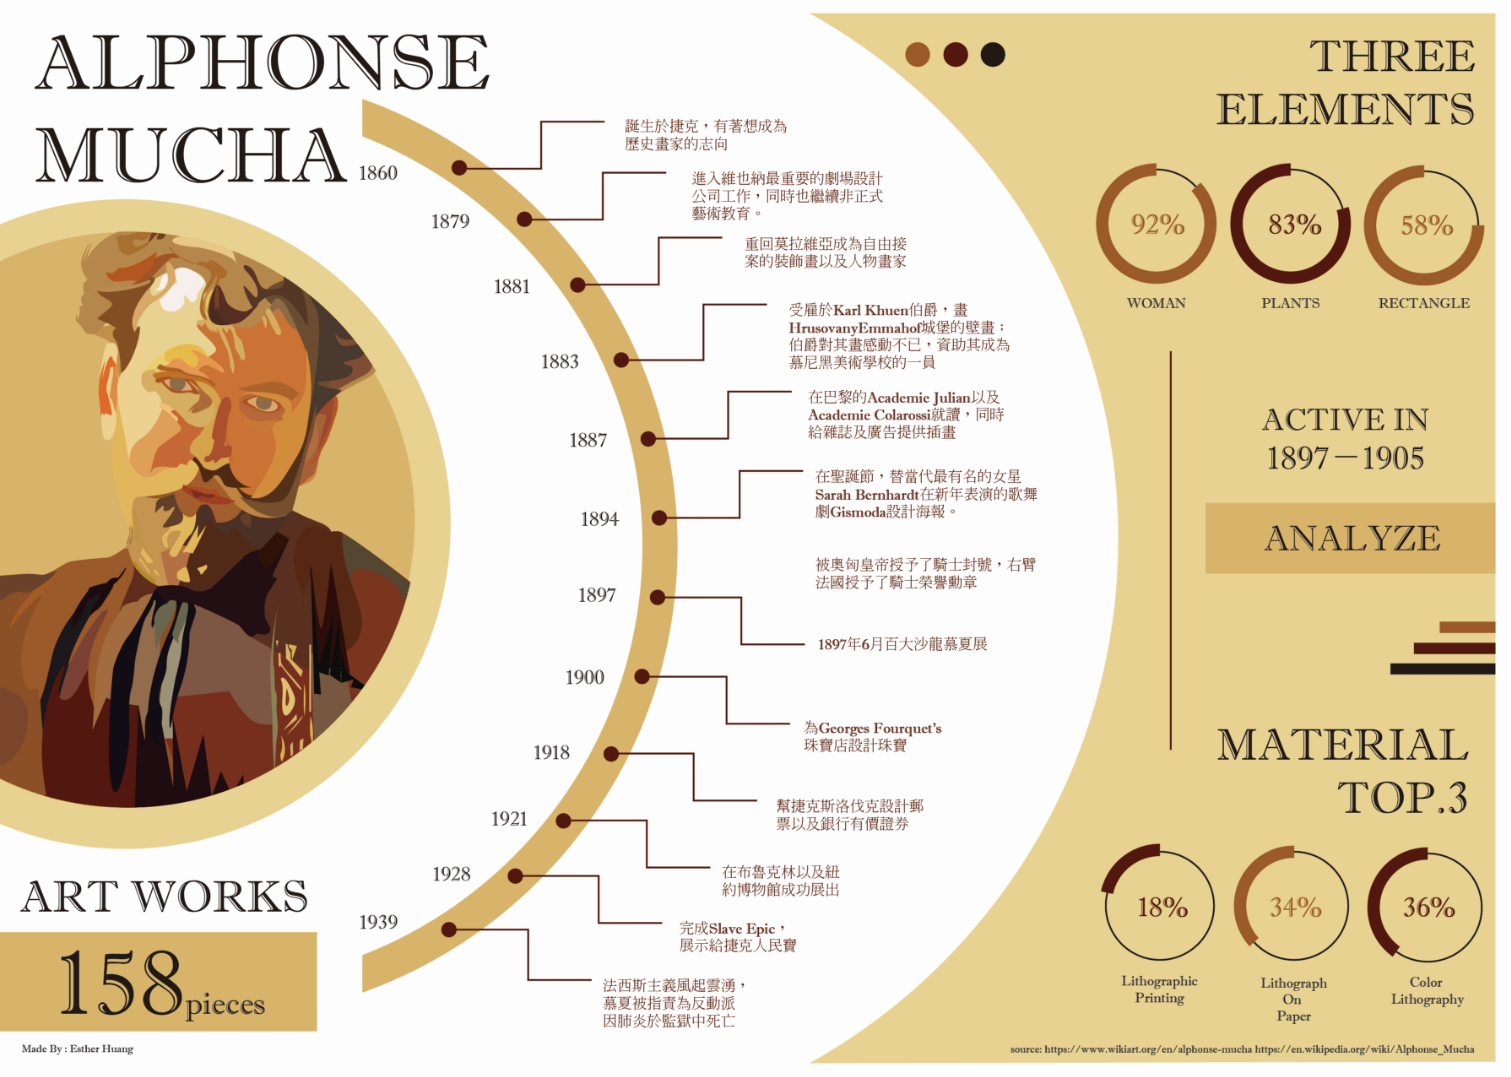 ALPHONSE
MUCHA
1860
誕生於捷克，有著想成為
歷史畫家的志向
1879
進入維也納最重要的劇場設計
公司工作，同時也繼續非正式
藝術教育。
1881
重回莫拉維亞成為自由接
案的裝飾畫以及人物畫家
1883
受雇於Karl Khuen伯爵，畫
HrusovanyEmmahof城堡的壁畫；
伯爵對其畫感動不已，資助其成為
慕尼黑美術學校的一員
1887
在巴黎的Academie Julian以及
Academie Colarossi就讀，同時
給雜誌及廣告提供插畫
1894
在聖誕節，替當代最有名的女星
Sarah Bernhardt在新年表演的歌舞
劇Gismoda設計海報。
被奧匈皇帝授予了騎士封號，右臂
法國授予了騎士榮譽勳章
1897
1897年6月百大沙龍慕夏展
1900
為Georges Fourquet's
珠寶店設計珠寶
1918
幫捷克斯洛伐克設計郵
票以及銀行有價證券
1921
在布魯克林以及紐
約博物館成功展出
1928
完成Slave Epic，
展示給捷克人民寶
1939
法西斯主義風起雲湧，
慕夏被指責為反動派
因肺炎於監獄中死亡
ART WORKS
158 pieces
Made By : Esther Huang
THREE
ELEMENTS
92%
83%
58%
WOMAN
PLANTS
RECTANGLE
ACTIVE IN
1897－1905
ANALYZE
MATERIAL
TOP.3
18%
34%
36%
Lithographic
Printing
Lithograph
On
Paper
Color
Lithography
source: https://www.wikiart.org/en/alphonse-mucha https://en.wikipedia.org/wiki/Alphonse_Mucha